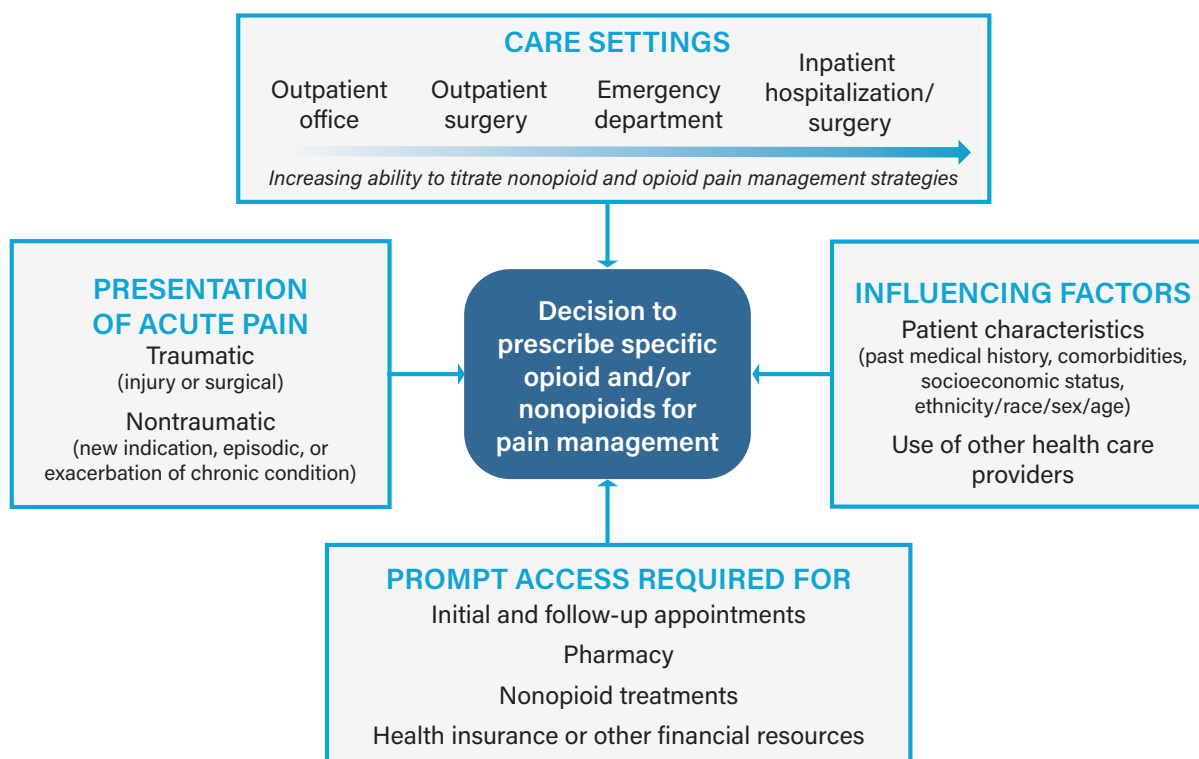 CARE SETTINGS
Outpatient office
Outpatient surgery
Emergency department
Inpatient hospitalization/ surgery
Increasing ability to titrate nonopioid and opioid pain management strategies
PRESENTATION
OF ACUTE PAIN
Traumatic
(injury or surgical)
Nontraumatic
(new indication, episodic, or
exacerbation of chronic condition)
Decision to
prescribe specific
opioid and/or
nonopioids for
pain management
INFLUENCING FACTORS
Patient characteristics
(past medical history, comorbidities,
socioeconomic status,
ethnicity/race/sex/age)
Use of other health care
providers
PROMPT ACCESS REQUIRED FOR
Initial and follow-up appointments
Pharmacy
Nonopioid treatments
Health insurance or other financial resources